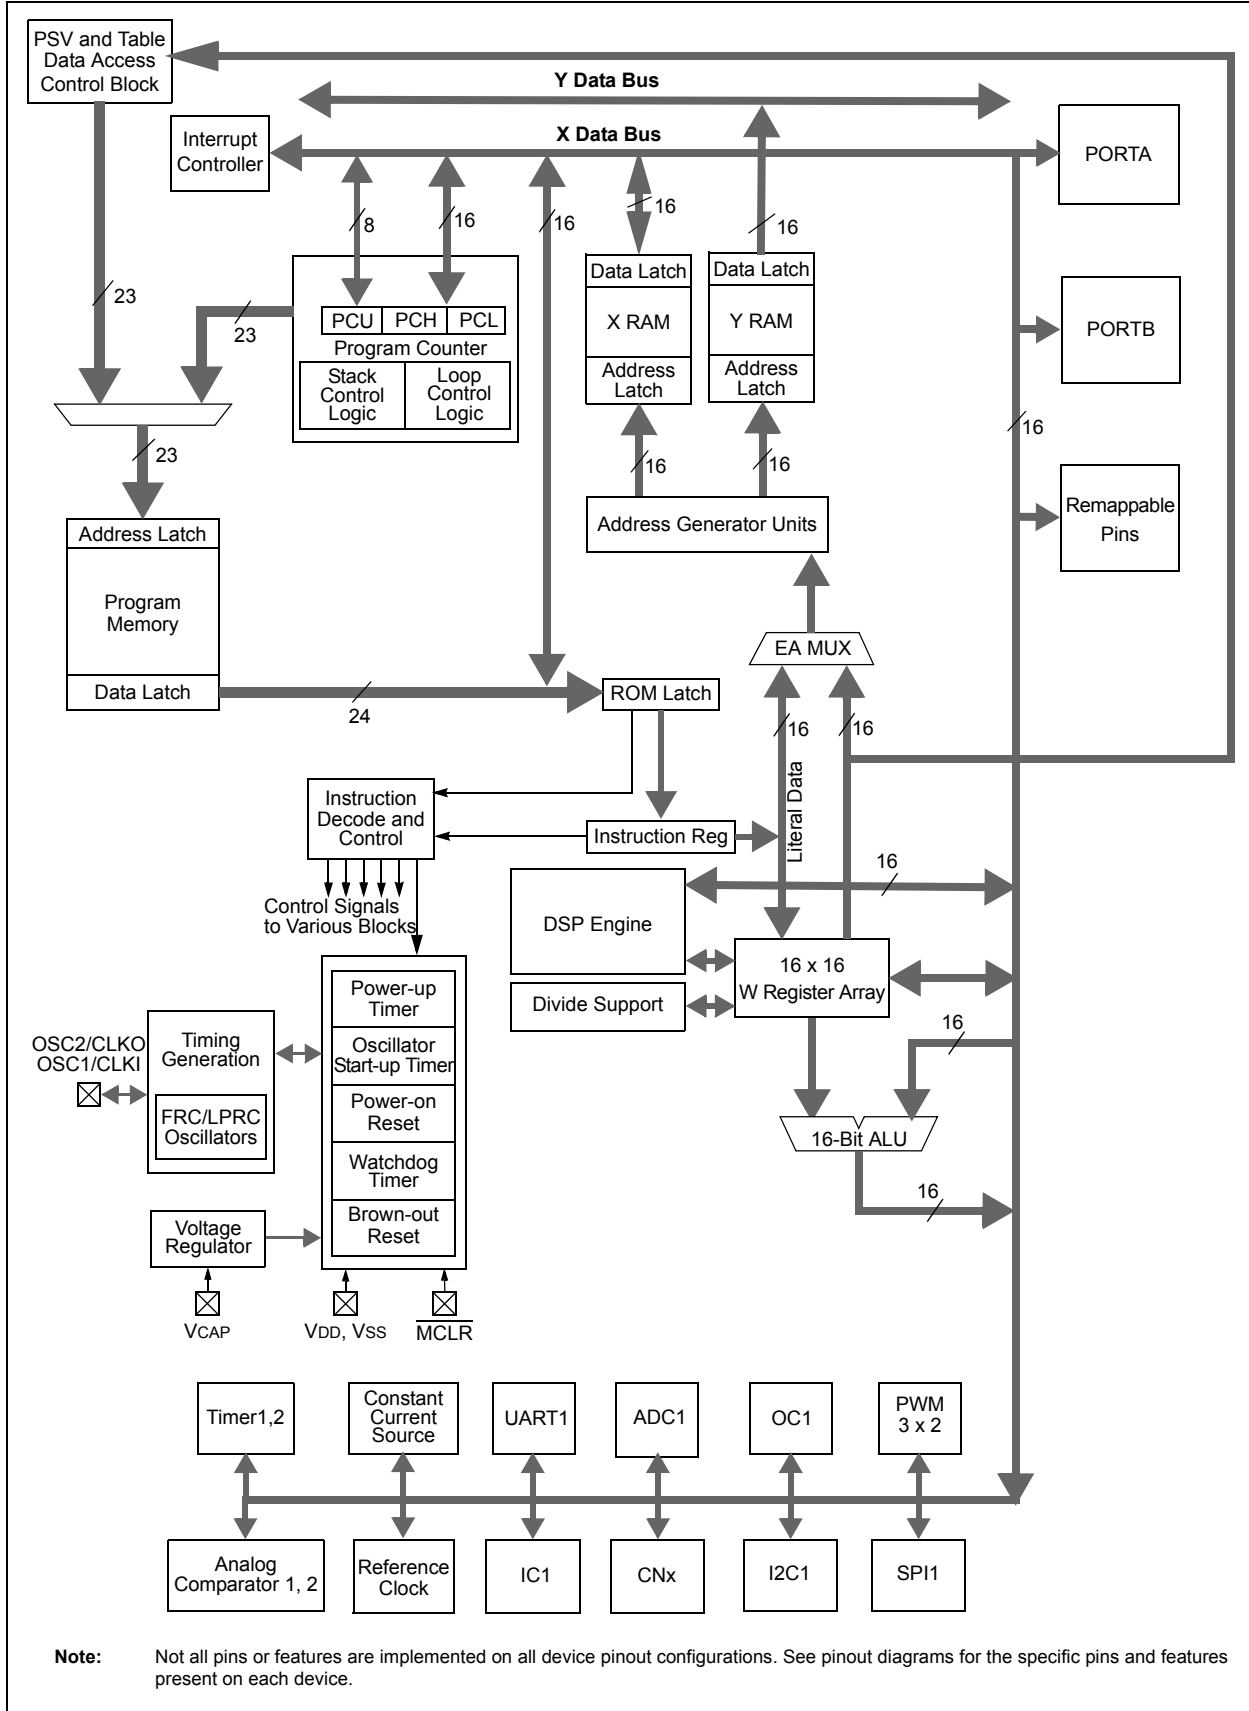 PSV and Table
Data Access
Control Block
Y Data Bus
Interrupt
Controller
X Data Bus
PORTA
8
16
16
16
16
Data Latch
X RAM
Address
Latch
Data Latch
Y RAM
Address
Latch
23
23
PCU
PCH
PCL
Program Counter
Stack
Control
Logic
Loop
Control
Logic
PORTB
16
23
16
16
Address Latch
Program
Memory
Data Latch
Address Generator Units
Remappable
Pins
EA MUX
24
ROM Latch
16
16
Literal Data
Instruction
Decode and
Control
Instruction Reg
16
Control Signals
to Various Blocks
DSP Engine
16 x 16
W Register Array
Divide Support
Power-up
Timer
Oscillator
Start-up Timer
Power-on
Reset
Watchdog
Timer
Brown-out
Reset
OSC2/CLKO
OSC1/CLKI
Timing
Generation
FRC/LPRC
Oscillators
16
16-Bit ALU
16
Voltage
Regulator
VCAP
VDD, VSS
MCLR
Timer1,2
Constant
Current
Source
UART1
ADC1
OC1
PWM
3 x 2
Analog
Comparator 1, 2
Reference
Clock
IC1
CNx
I2C1
SPI1
Note: Not all pins or features are implemented on all device pinout configurations. See pinout diagrams for the specific pins and features
present on each device.